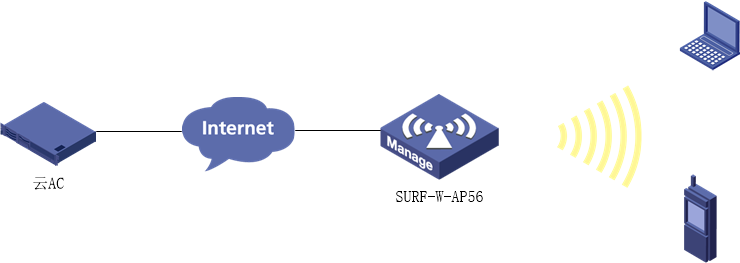 Internet
Manage
云AC
SURF-W-AP56